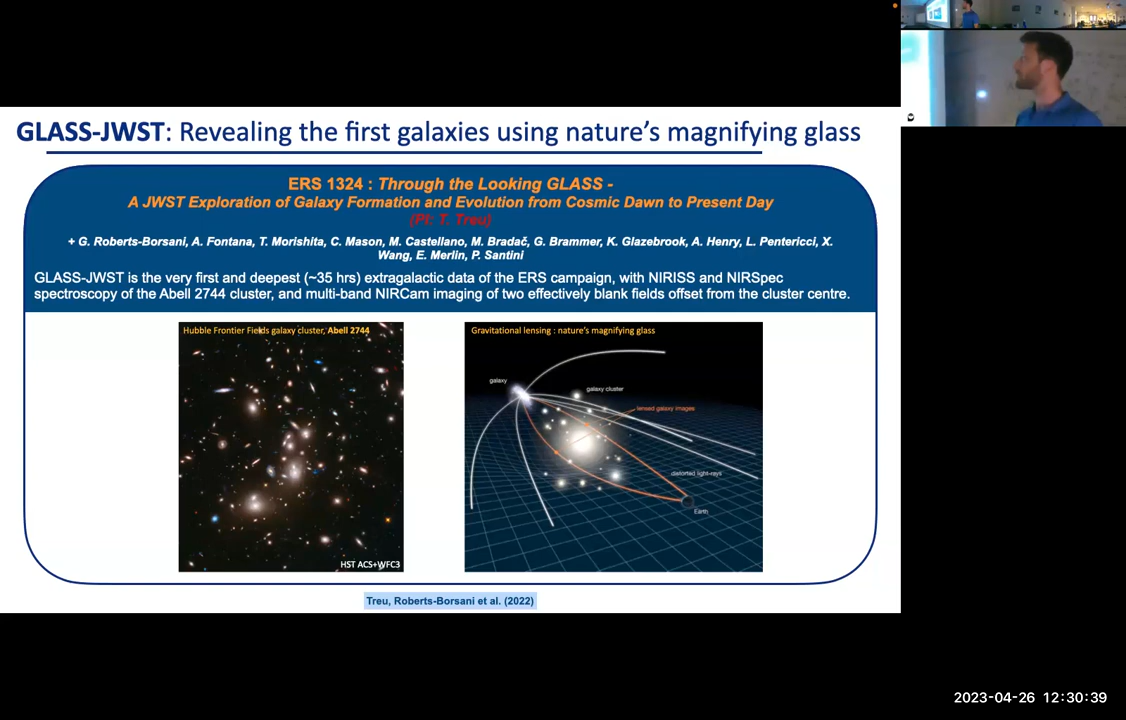 GLASS-JWST: Revealing the first galaxies using nature's magnifying glass
ERS 1324 : Through the Looking GLASS -
A JWST Exploration of Galaxy Formation and Evolution from Cosmic Dawn to Present Day
(PI: T. Treu)
+ G. Roberts-Borsani, A. Fontana, T. Morishita, C. Mason, M. Castellano, M. Bradač, G. Brammer, K. Glazebrook, A. Henry, L. Pentericci, X.
Wang, E. Merlin, P. Santini
GLASS-JWST is the very first and deepest (~35 hrs) extragalactic data of the ERS campaign, with NIRISS and NIRSpec
spectroscopy of the Abell 2744 cluster, and multi-band NIRCam imaging of two effectively blank fields offset from the cluster centre.
Hubble Frontier Fields galaxy cluster, Abell 2744
HST ACS+WFC3
Gravitational lensing : nature's magnifying glass
galaxy
galaxy cluster
lensed galaxy images
distorted light-rays
Earth
Treu, Roberts-Borsani et al. (2022)
2023-04-26 12:30:39